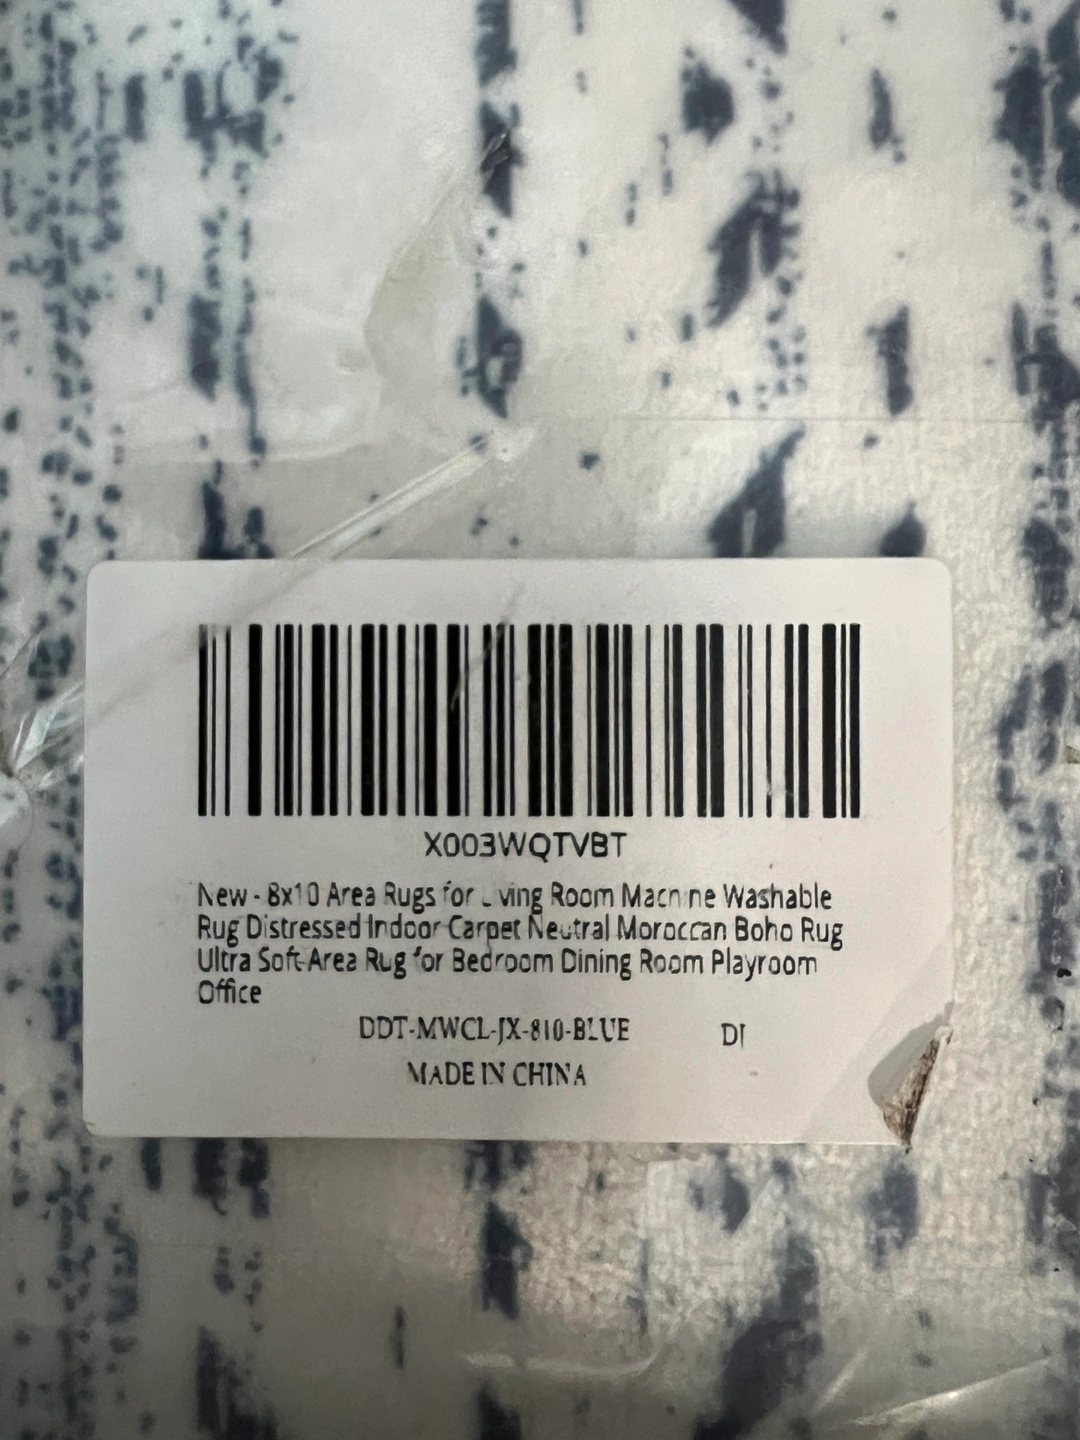 X003WQTVBT
New - 8x10 Area Rugs for Living Room Machine Washable
Rug Distressed Indoor Carpet Neutral Moroccan Boho Rug
Ultra Soft Area Rug for Bedroom Dining Room Playroom
Office
DDT-MWCL-JX-810-BLUE DI
MADE IN CHINA